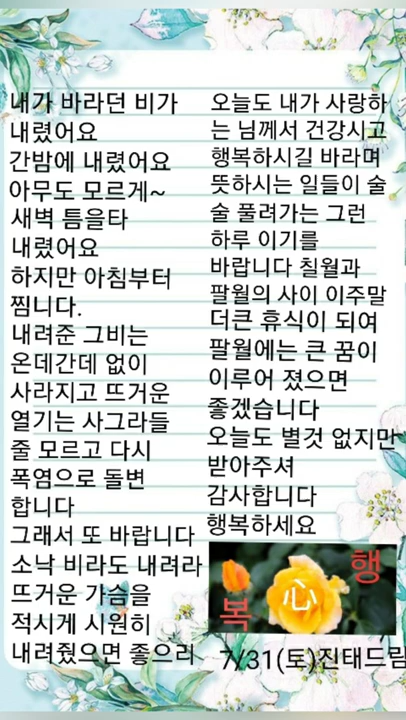 내가 바라던 비가
내렸어요
간밤에 내렸어요
아무도 모르게~
새벽 틈을타
내렸어요
하지만 아침부터
찜니다.
내려준 그비는
온데간데 없이
사라지고 뜨거운
열기는 사그라들
줄 모르고 다시
폭염으로 돌변
합니다
그래서 또 바랍니다
소낙 비라도 내려라
뜨거운 가슴을
적시게 시원히
내려줬으면 좋으리
오늘도 내가 사랑하
는 님께서 건강시고
행복하시길 바라며
뜻하시는 일들이 술
술 풀려가는 그런
하루 이기를
바랍니다 칠월과
팔월의 사이 이주말
더큰 휴식이 되여
팔월에는 큰 꿈이
이루어 졌으면
좋겠습니다
오늘도 별것 없지만
받아주셔
감사합니다
행복하세요
행
心
복
7/31(토)진태드림